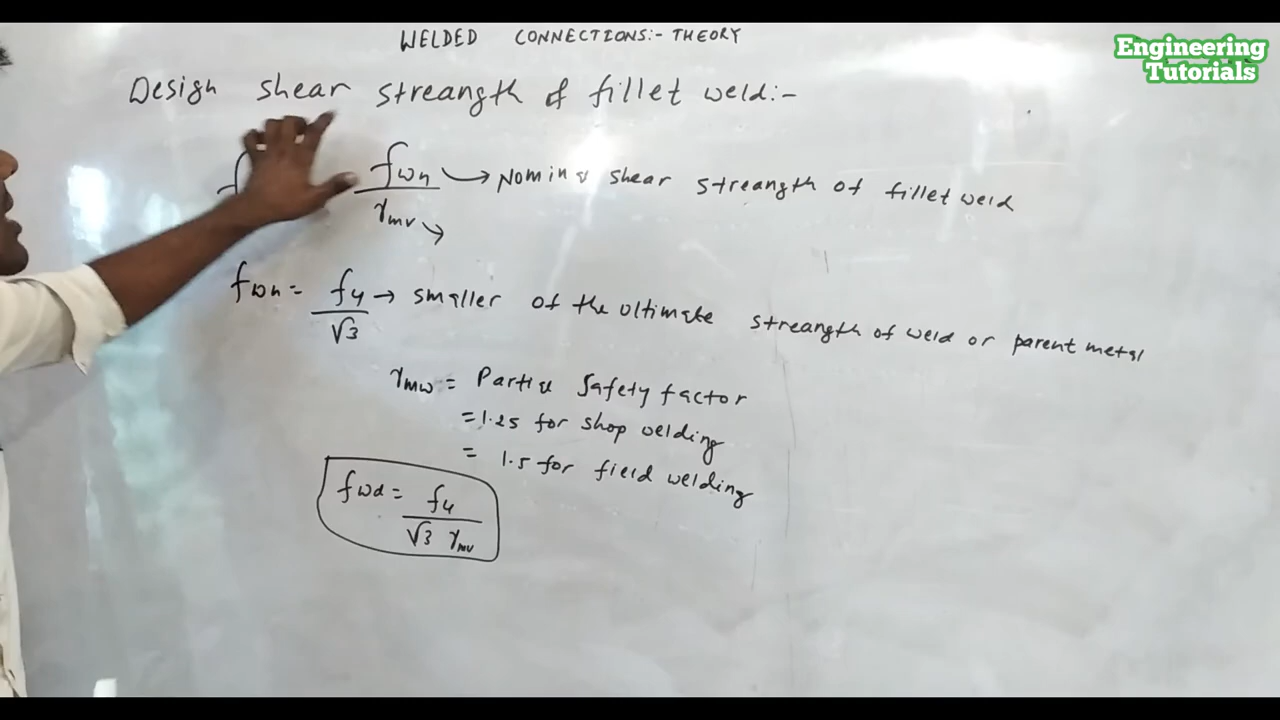 WELDED CONNECTIONS:- THEORY
Engineering
Tutorials
Design shear streangth of fillet weld:-
f fwn → Nominal shear streangth of fillet weld
γmw →
fwn = fu → smaller of the ultimate streangth of weld or parent metal
√3
γmw = Partial Safety factor
= 1.25 for shop welding
= 1.5 for field welding
fwd = fu
√3 γmw